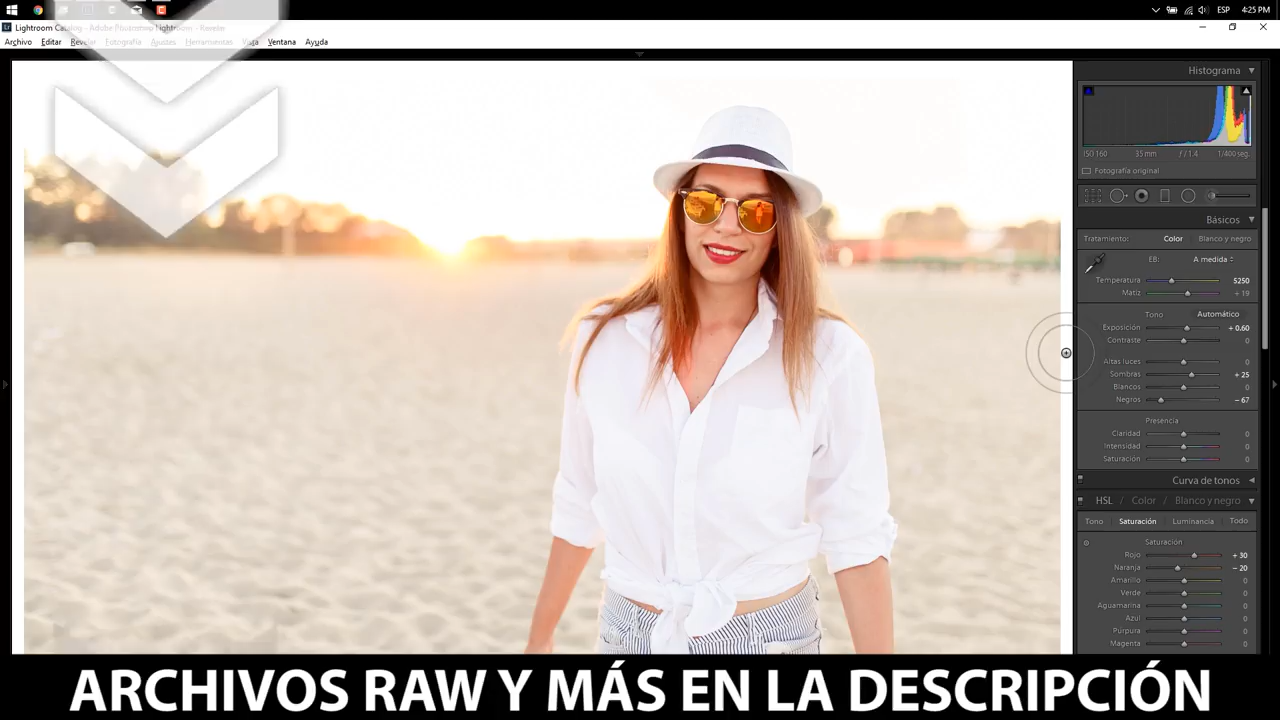 ESP 4:25 PM
Lightroom Catalog - Adobe Photoshop Lightroom - Revelar
Archivo Editar Revelar Fotografía Ajustes Herramientas Vista Ventana Ayuda
Histograma
ISO 160 35 mm ƒ / 1.4 1/400 seg.
Fotografía original
Básicos
Tratamiento: Color Blanco y negro
EB: A medida
Temperatura 5250
Matiz + 19
Tono Automático
Exposición + 0.60
Contraste 0
Altas luces 0
Sombras + 25
Blancos 0
Negros – 67
Presencia
Claridad 0
Intensidad 0
Saturación 0
Curva de tonos
HSL / Color / Blanco y negro
Tono Saturación Luminancia Todo
Saturación
Rojo + 30
Naranja – 20
Amarillo 0
Verde 0
Aguamarina 0
Azul 0
Púrpura 0
Magenta 0
ARCHIVOS RAW Y MÁS EN LA DESCRIPCIÓN